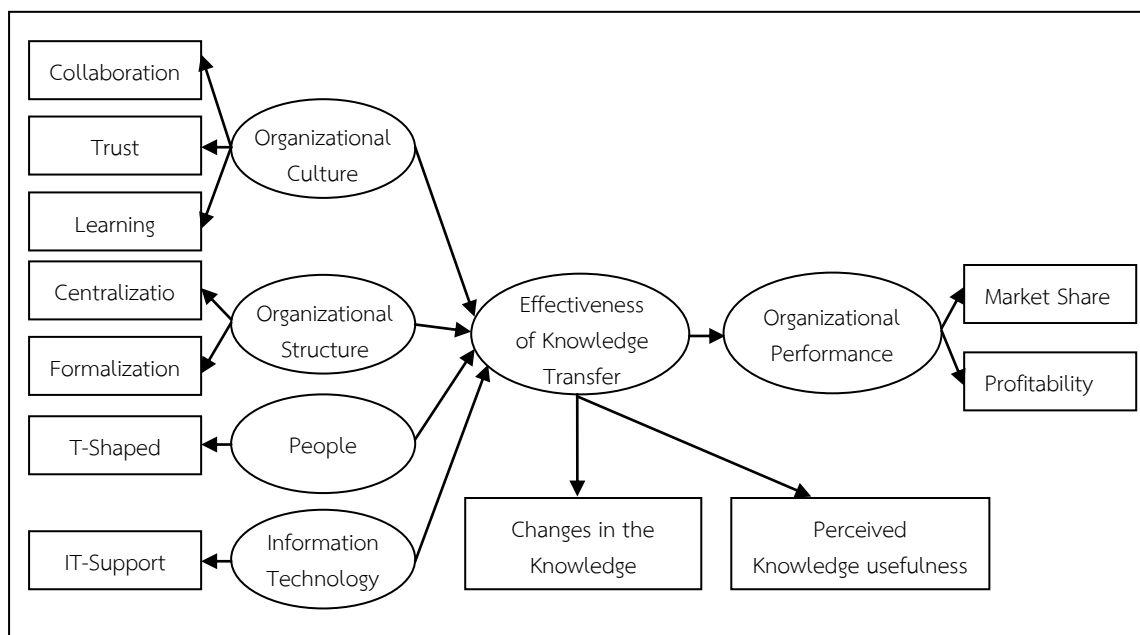 Collaboration
Trust
Learning
Organizational
Culture
Centralizatio
Formalization
Organizational
Structure
T-Shaped
People
IT-Support
Information
Technology
Effectiveness
of Knowledge
Transfer
Organizational
Performance
Market Share
Profitability
Changes in the
Knowledge
Perceived
Knowledge usefulness